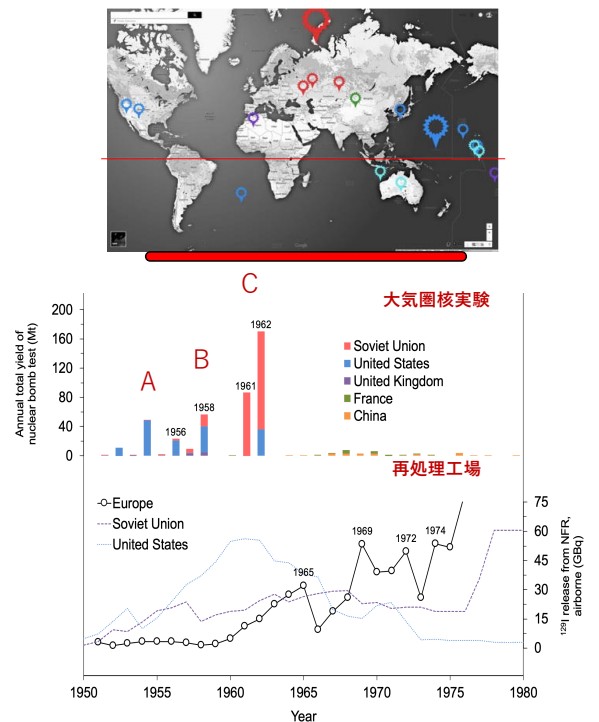 Google
C
大気圏核実験
200
160
120
80
40
0
Annual total yield of
nuclear bomb test (Mt)
A
B
1956
1958
1961
1962
Soviet Union
United States
United Kingdom
France
China
再処理工場
Europe
Soviet Union
United States
1965
1969
1972
1974
75
60
45
30
15
0
¹²⁹I release from NFR,
airborne (GBq)
1950
1955
1960
1965
1970
1975
1980
Year